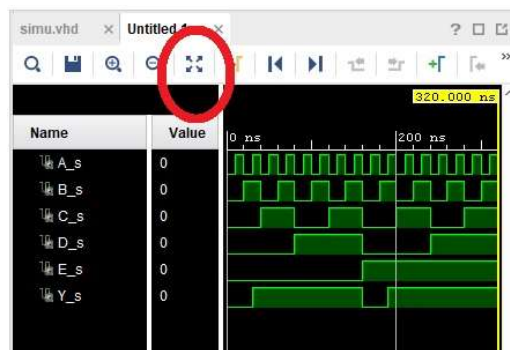 simu.vhd × Untitled 1 × ?
»
320.000 ns
Name Value 0 ns 200 ns
A_s 0
B_s 0
C_s 0
D_s 0
E_s 0
Y_s 0